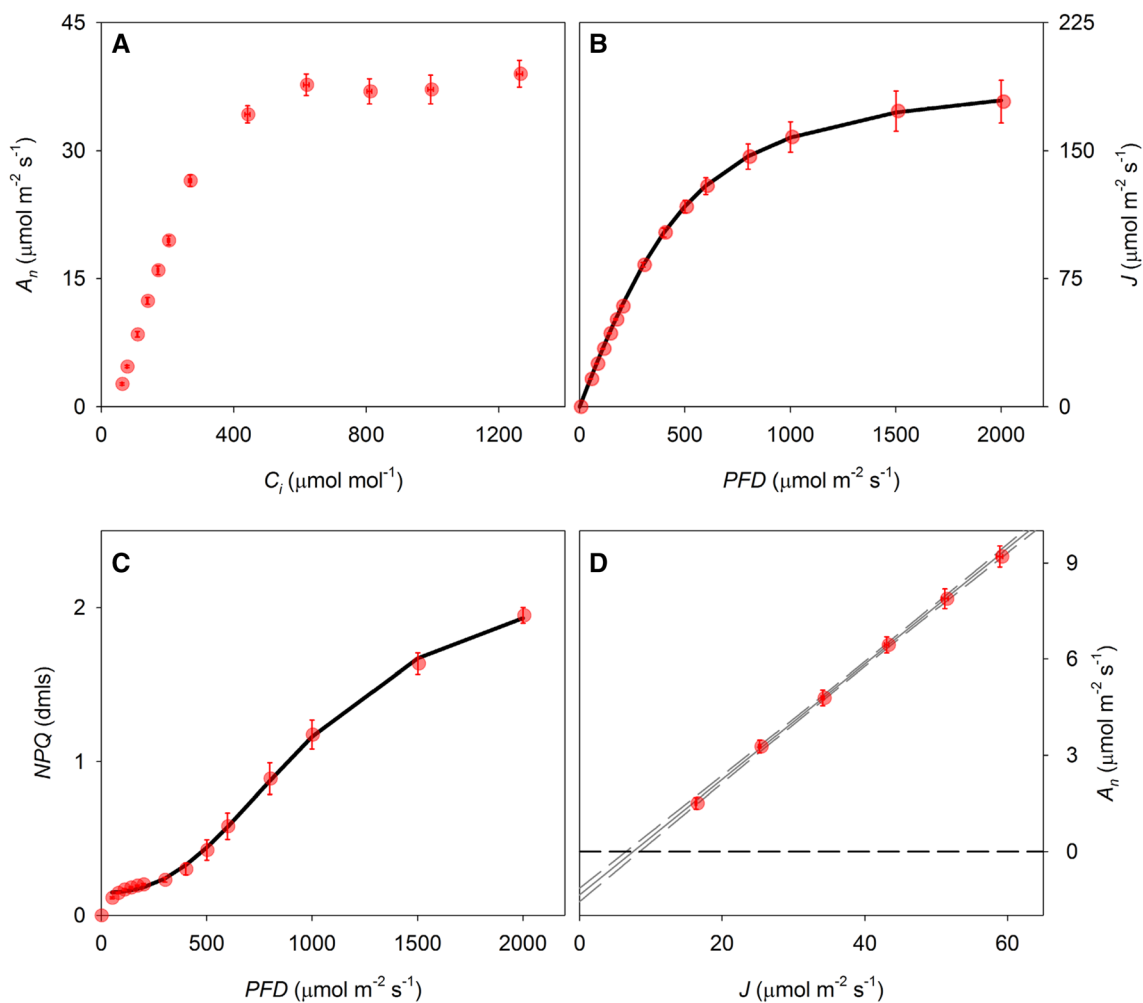 A
45
30
15
0
A_n (μmol m⁻² s⁻¹)
0 400 800 1200
C_i (μmol mol⁻¹)
B
225
150
75
0
J (μmol m⁻² s⁻¹)
0 500 1000 1500 2000
PFD (μmol m⁻² s⁻¹)
C
2
1
0
NPQ (dmls)
0 500 1000 1500 2000
PFD (μmol m⁻² s⁻¹)
D
9
6
3
0
A_n (μmol m⁻² s⁻¹)
0 20 40 60
J (μmol m⁻² s⁻¹)